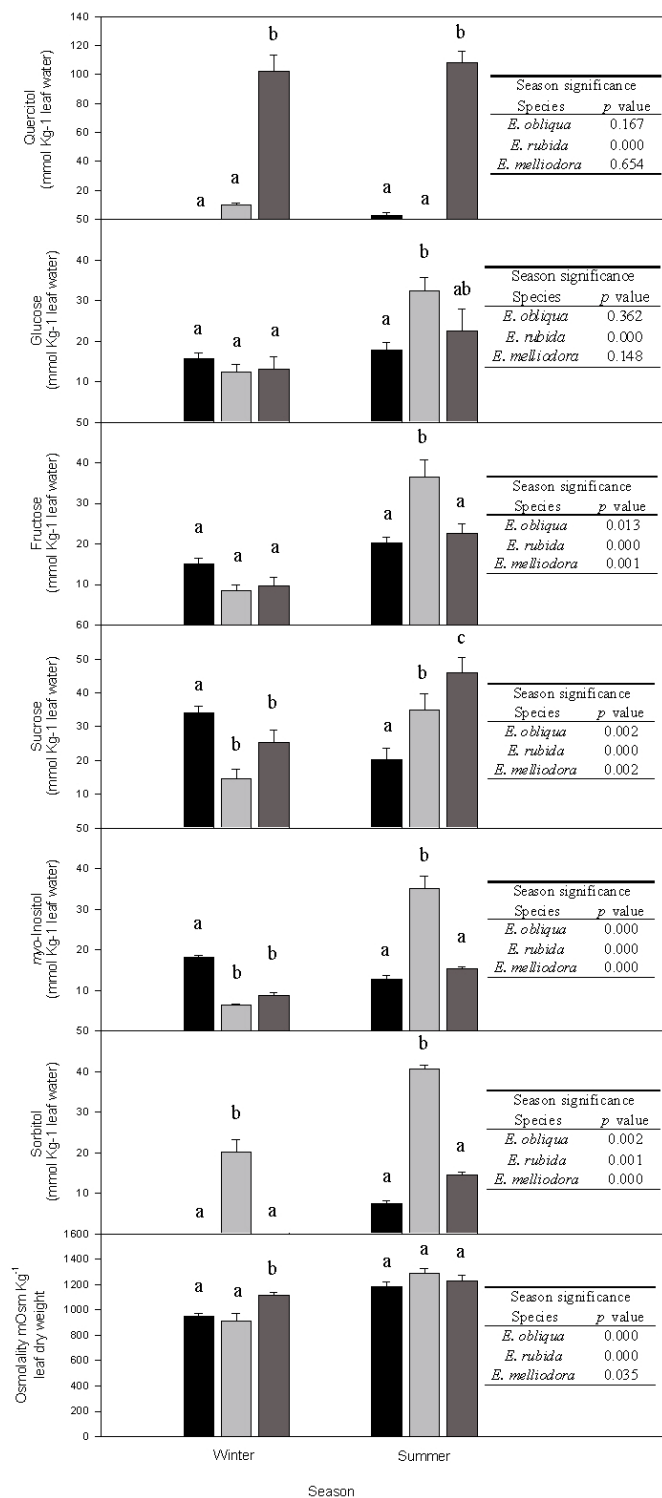 Quercitol
(mmol Kg-1 leaf water)
140
120
100
80
60
40
20
a
a
b
a
a
b
Season significance
Species p value
E. obliqua 0.167
E. rubida 0.000
E. melliodora 0.654
Glucose
(mmol Kg-1 leaf water)
50
40
30
20
10
a
a
a
a
b
ab
Season significance
Species p value
E. obliqua 0.362
E. rubida 0.000
E. melliodora 0.148
Fructose
(mmol Kg-1 leaf water)
50
40
30
20
10
a
a
a
a
b
a
Season significance
Species p value
E. obliqua 0.013
E. rubida 0.000
E. melliodora 0.001
Sucrose
(mmol Kg-1 leaf water)
60
50
40
30
20
10
a
b
b
a
b
c
Season significance
Species p value
E. obliqua 0.002
E. rubida 0.000
E. melliodora 0.002
myo-Inositol
(mmol Kg-1 leaf water)
50
40
30
20
10
a
b
b
a
b
a
Season significance
Species p value
E. obliqua 0.000
E. rubida 0.000
E. melliodora 0.000
Sorbitol
(mmol Kg-1 leaf water)
50
40
30
20
10
a
b
a
a
b
a
Season significance
Species p value
E. obliqua 0.002
E. rubida 0.001
E. melliodora 0.000
Osmolality mOsm Kg-1
leaf dry weight
1600
1400
1200
1000
800
600
400
200
0
a
a
b
a
a
a
Season significance
Species p value
E. obliqua 0.000
E. rubida 0.000
E. melliodora 0.035
Winter Summer
Season